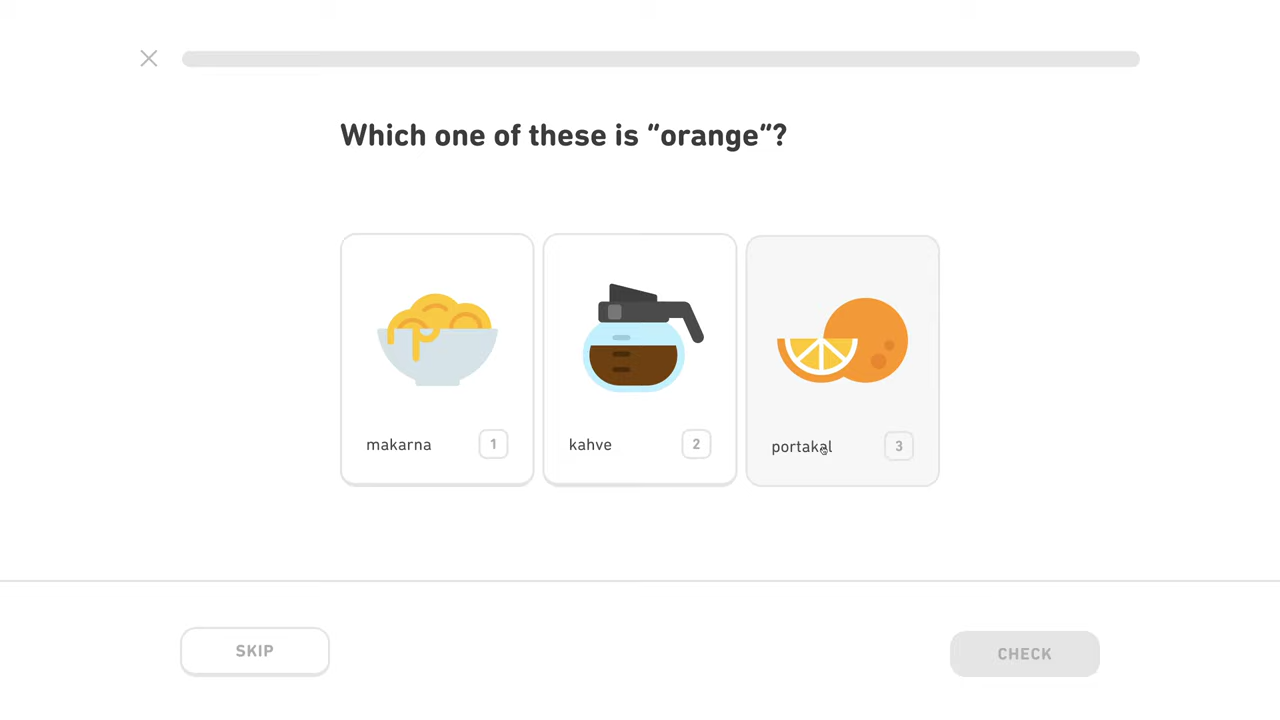 Which one of these is “orange“?
makarna 1
kahve 2
portakal 3
SKIP
CHECK